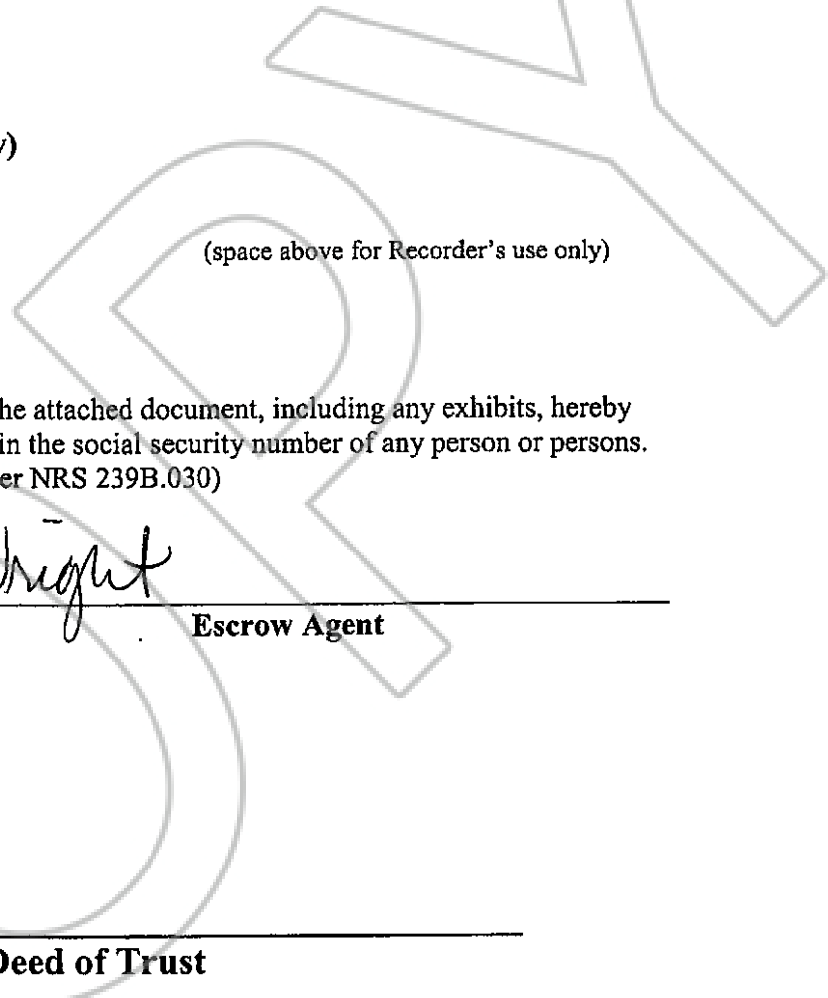 y)
(space above for Recorder's use only)
he attached document, including any exhibits, hereby
in the social security number of any person or persons.
er NRS 239B.030)
Escrow Agent
Deed of Trust